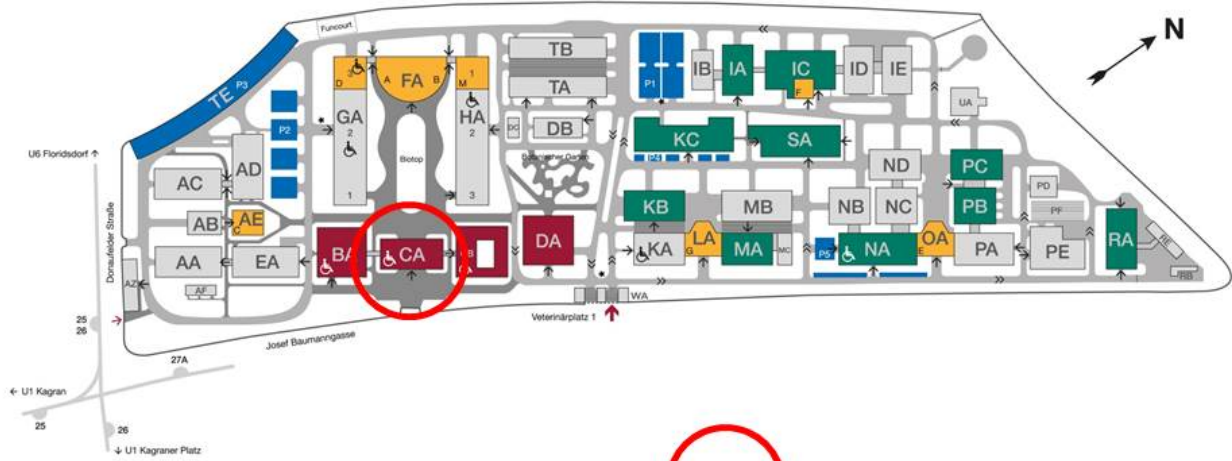 Funcourt
N
TE P3
3
D
FA
A
B
1
M
TB
TA
P1
IB
IA
IC
F
ID
IE
UA
U6 Floridsdorf
P2
GA
2
1
Biotop
HA
2
3
DC
DB
Botanischer Garten
KC
P4
SA
ND
PC
AC
AD
AB
AE
C
KB
MB
NB
NC
PB
PD
PF
Donaufelder Straße
AA
EA
BA
CA
DA
KA
LA
G
MA
MC
P5
NA
OA
E
PA
PE
RA
RE
RB
AZ
AF
WA
Veterinärplatz 1
25
26
Josef Baumanngasse
27A
U1 Kagran
25
26
U1 Kagraner Platz